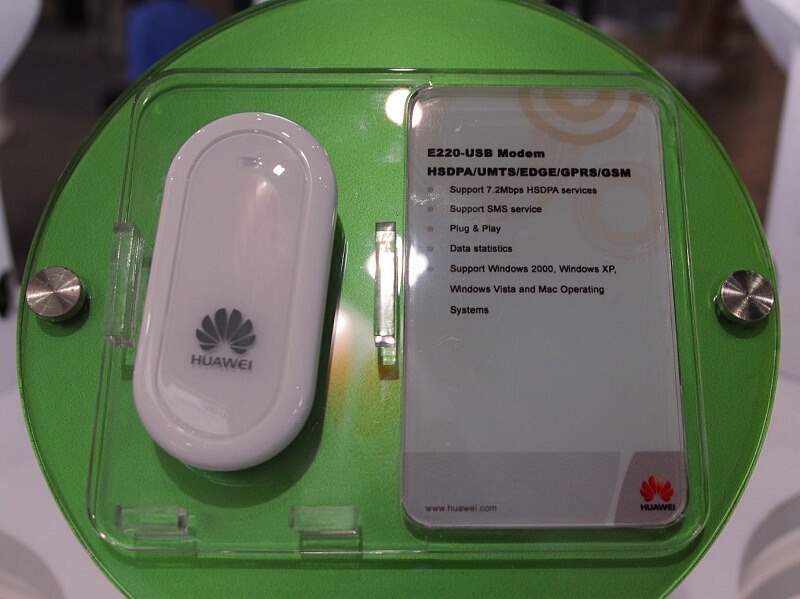 HUAWEI
E220-USB Modem
HSDPA/UMTS/EDGE/GPRS/GSM
Support 7.2Mbps HSDPA services
Support SMS service
Plug & Play
Data statistics
Support Windows 2000, Windows XP,
Windows Vista and Mac Operating
Systems
www.huawei.com
HUAWEI